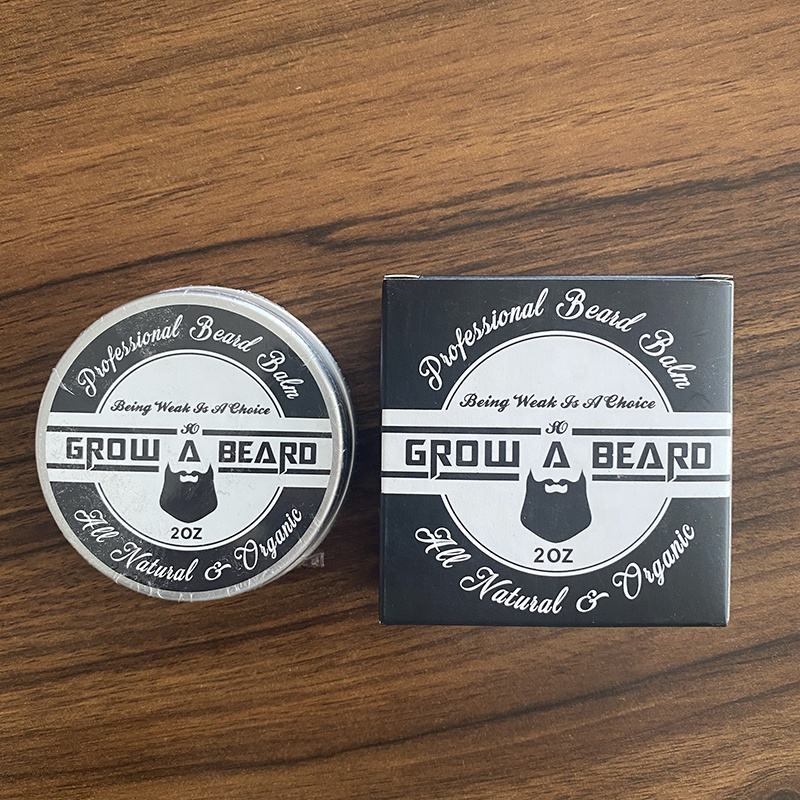 Professional Beard Balm
Being Weak Is A Choice
SO
GROW A BEARD
2OZ
All Natural & Organic
Professional Beard Balm
Being Weak Is A Choice
SO
GROW A BEARD
2OZ
All Natural & Organic